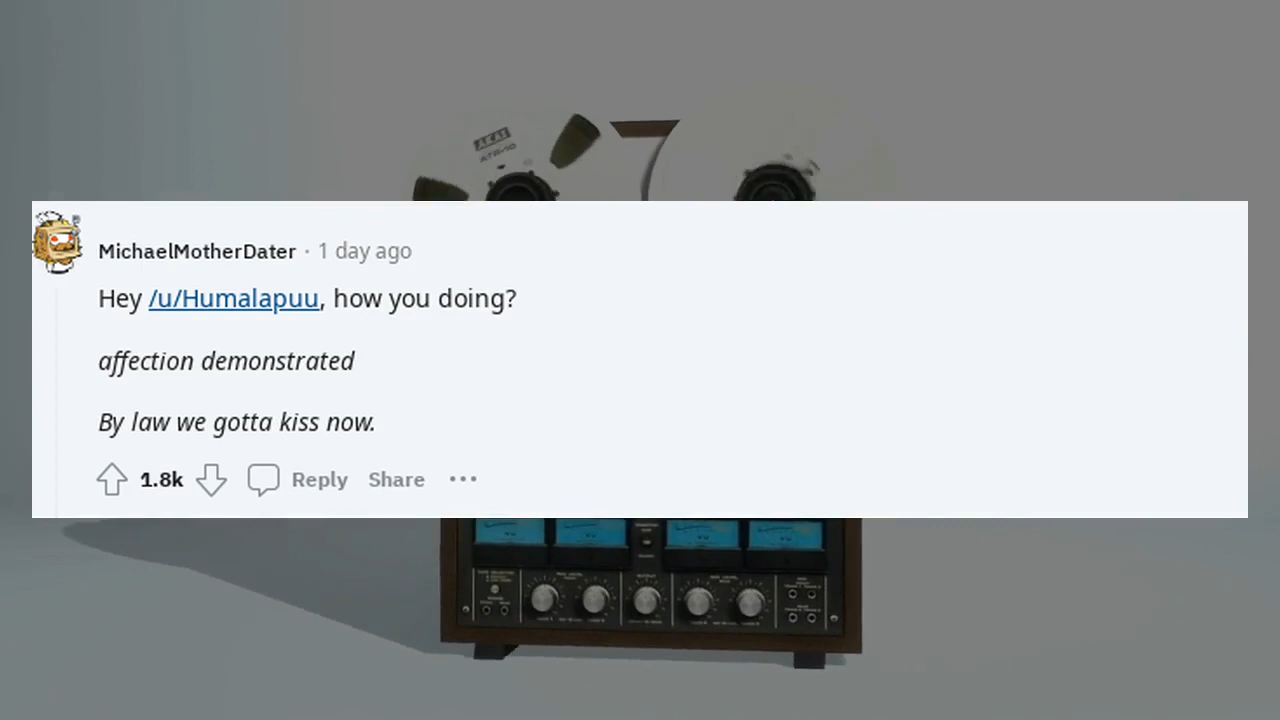 AKAI
MichaelMotherDater · 1 day ago
Hey /u/Humalapuu, how you doing?
affection demonstrated
By law we gotta kiss now.
1.8k Reply Share •••